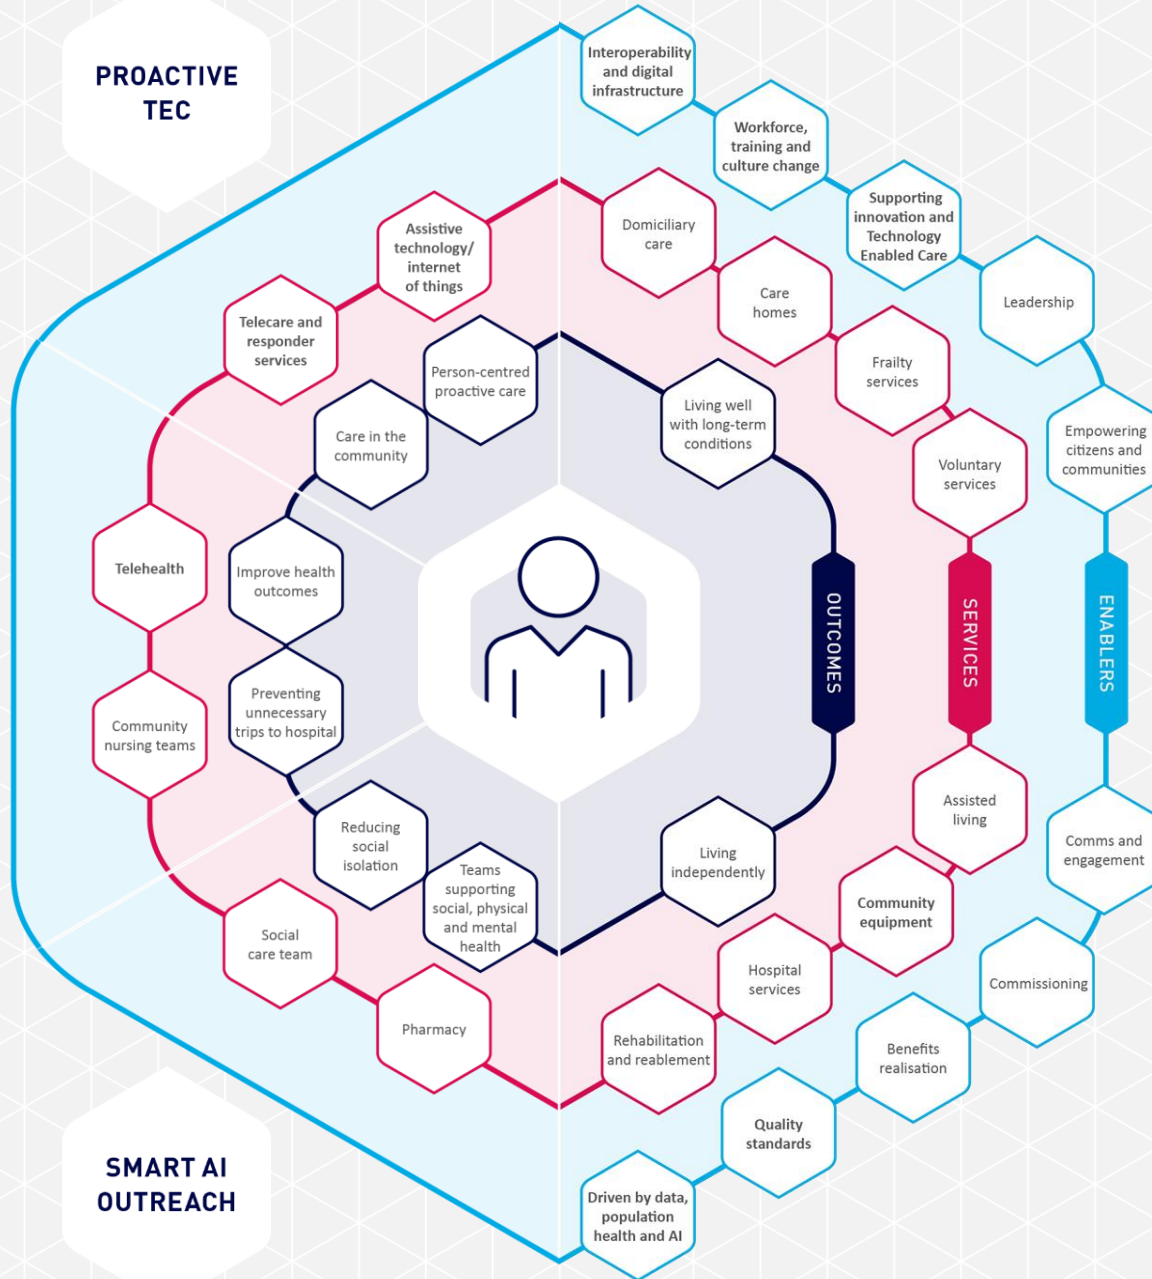 PROACTIVE
TEC
Interoperability
and digital
infrastructure
Workforce,
training and
culture change
Supporting
innovation and
Technology
Enabled Care
Leadership
Empowering
citizens and
communities
ENABLERS
Comms and
engagement
Commissioning
Benefits
realisation
Quality
standards
Driven by data,
population
health and AI
Assistive
technology/
internet
of things
Telecare and
responder
services
Telehealth
Community
nursing teams
Social
care team
Pharmacy
Domiciliary
care
Care
homes
Frailty
services
Voluntary
services
SERVICES
Assisted
living
Community
equipment
Hospital
services
Rehabilitation
and reablement
Person-centred
proactive care
Care in the
community
Improve health
outcomes
Preventing
unnecessary
trips to hospital
Reducing
social
isolation
Teams
supporting
social, physical
and mental
health
Living well
with long-term
conditions
OUTCOMES
Living
independently
SMART AI
OUTREACH